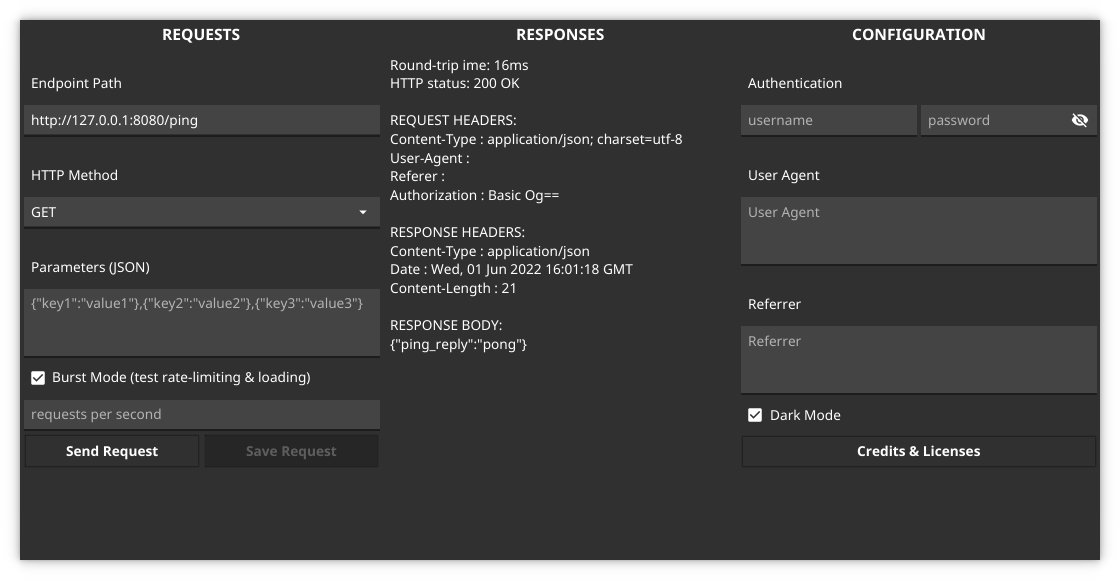 REQUESTS
Endpoint Path
http://127.0.0.1:8080/ping
HTTP Method
GET
Parameters (JSON)
{"key1":"value1"},{"key2":"value2"},{"key3":"value3"}
Burst Mode (test rate-limiting & loading)
requests per second
Send Request
Save Request
RESPONSES
Round-trip ime: 16ms
HTTP status: 200 OK
REQUEST HEADERS:
Content-Type : application/json; charset=utf-8
User-Agent :
Referer :
Authorization : Basic Og==
RESPONSE HEADERS:
Content-Type : application/json
Date : Wed, 01 Jun 2022 16:01:18 GMT
Content-Length : 21
RESPONSE BODY:
{"ping_reply":"pong"}
CONFIGURATION
Authentication
username
password
User Agent
User Agent
Referrer
Referrer
Dark Mode
Credits & Licenses